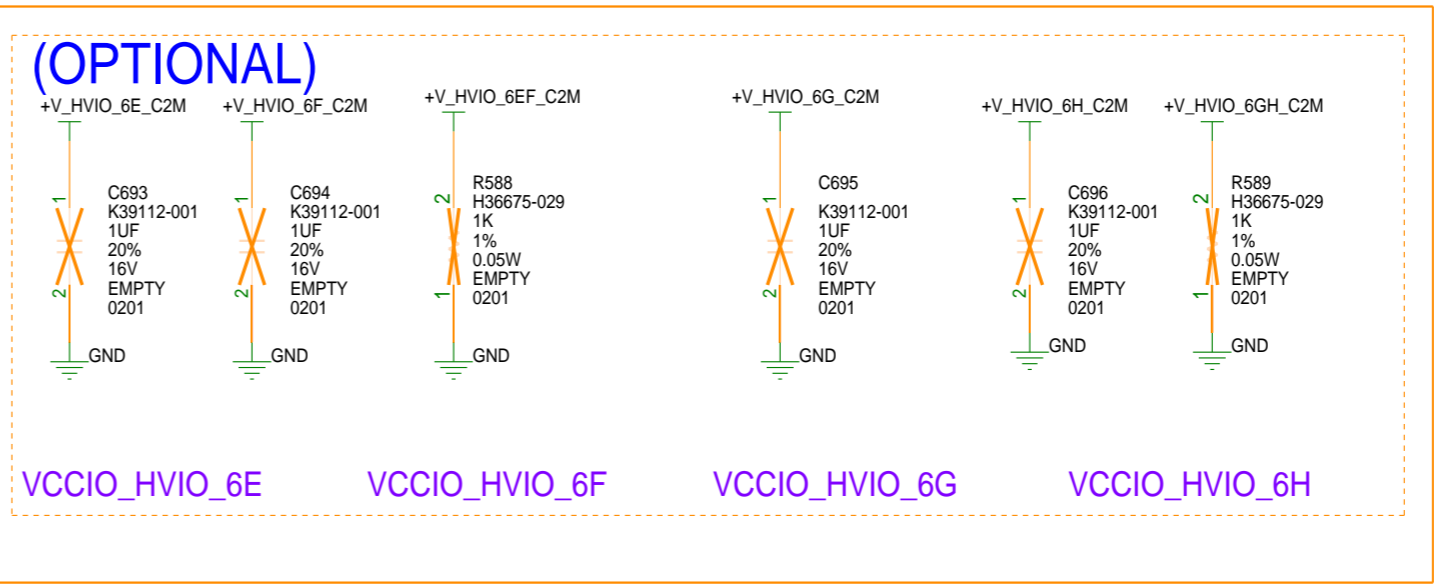 (OPTIONAL)
+V_HVIO_6E_C2M
+V_HVIO_6F_C2M
+V_HVIO_6EF_C2M
+V_HVIO_6G_C2M
+V_HVIO_6H_C2M
+V_HVIO_6GH_C2M
1
C693
K39112-001
1UF
20%
16V
EMPTY
0201
2
GND
1
C694
K39112-001
1UF
20%
16V
EMPTY
0201
2
GND
2
R588
H36675-029
1K
1%
0.05W
EMPTY
0201
1
GND
1
C695
K39112-001
1UF
20%
16V
EMPTY
0201
2
GND
1
C696
K39112-001
1UF
20%
16V
EMPTY
0201
2
GND
2
R589
H36675-029
1K
1%
0.05W
EMPTY
0201
1
GND
VCCIO_HVIO_6E
VCCIO_HVIO_6F
VCCIO_HVIO_6G
VCCIO_HVIO_6H